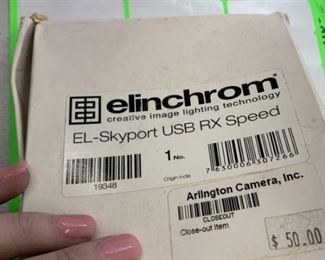 elinchrom
creative image lighting technology
EL-Skyport USB RX Speed
1 No.
19348
Origin India
7 630006 307266
Arlington Camera, Inc.
CLOSEOUT
Close-out item
$ 50.00